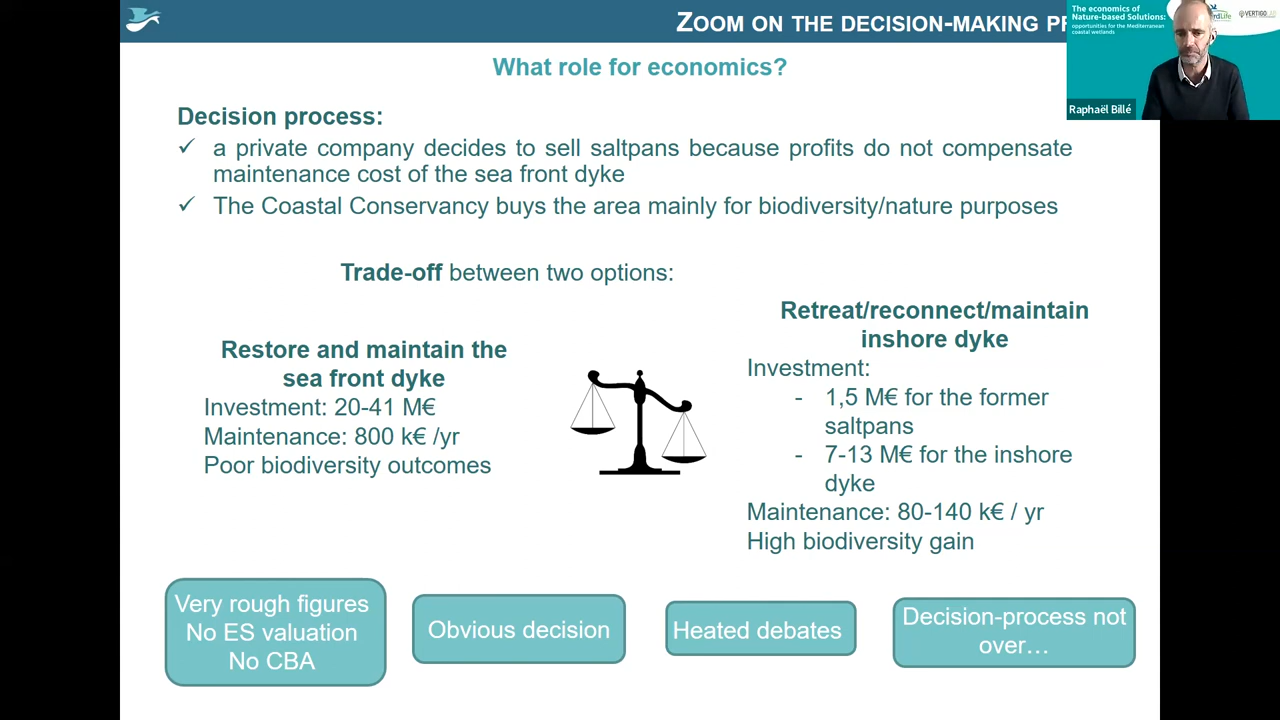 ZOOM ON THE DECISION-MAKING PR
The economics of
Nature-based Solutions:
opportunities for the Mediterranean
coastal wetlands
rdLife
VERTIGO
Raphaël Billé
What role for economics?
Decision process:
✓ a private company decides to sell saltpans because profits do not compensate
maintenance cost of the sea front dyke
✓ The Coastal Conservancy buys the area mainly for biodiversity/nature purposes
Trade-off between two options:
Restore and maintain the
sea front dyke
Investment: 20-41 M€
Maintenance: 800 k€ /yr
Poor biodiversity outcomes
Retreat/reconnect/maintain
inshore dyke
Investment:
- 1,5 M€ for the former
saltpans
- 7-13 M€ for the inshore
dyke
Maintenance: 80-140 k€ / yr
High biodiversity gain
Very rough figures
No ES valuation
No CBA
Obvious decision
Heated debates
Decision-process not
over…